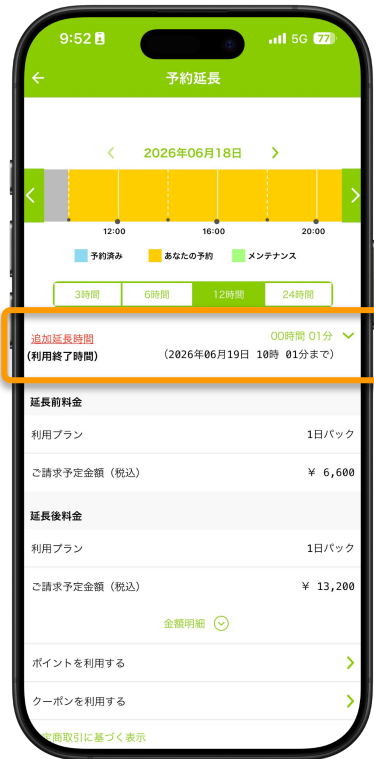 9:52 5G 77
予約延長
2026年06月18日
12:00 16:00 20:00
予約済み あなたの予約 メンテナンス
3時間 6時間 12時間 24時間
追加延長時間 00時間 01分
(利用終了時間) (2026年06月19日 10時 01分まで)
延長前料金
利用プラン 1日パック
ご請求予定金額（税込） ¥ 6,600
延長後料金
利用プラン 1日パック
ご請求予定金額（税込） ¥ 13,200
金額明細
ポイントを利用する
クーポンを利用する
定商取引に基づく表示